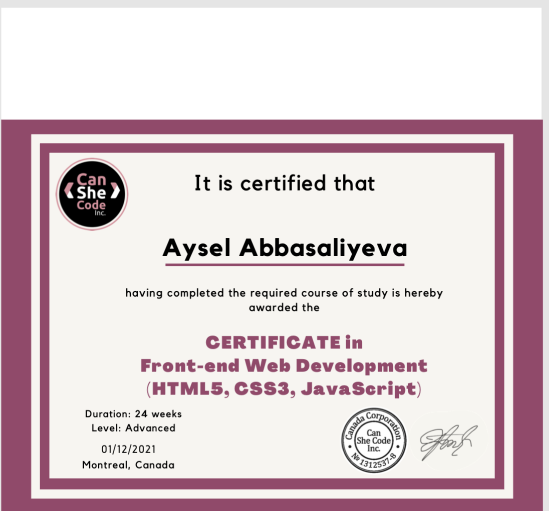 Can
She
Code
Inc.
It is certified that
Aysel Abbasaliyeva
having completed the required course of study is hereby
awarded the
CERTIFICATE in
Front-end Web Development
(HTML5, CSS3, JavaScript)
Duration: 24 weeks
Level: Advanced
01/12/2021
Montreal, Canada
Canada Corporation
Can
She Code
Inc.
№ 1312537-8